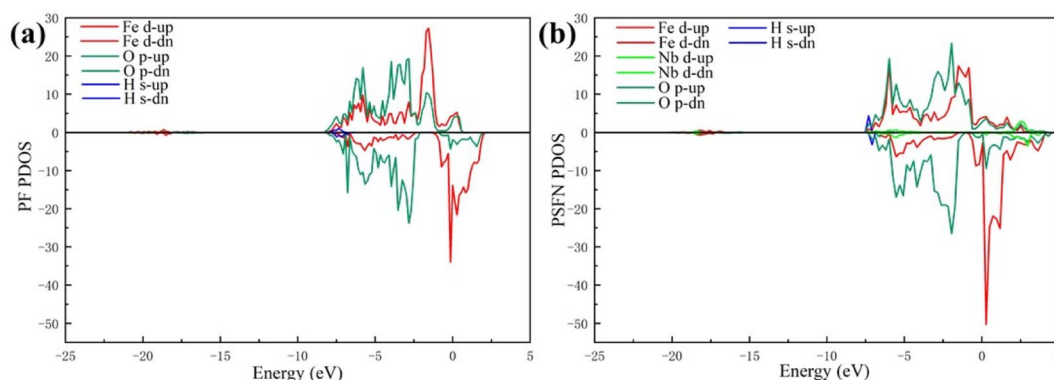 (a)
Fe d-up
Fe d-dn
O p-up
O p-dn
H s-up
H s-dn
PF PDOS
30
20
10
0
-10
-20
-30
-40
-50
-25
-20
-15
-10
-5
0
5
Energy (eV)
(b)
Fe d-up
Fe d-dn
Nb d-up
Nb d-dn
O p-up
O p-dn
H s-up
H s-dn
PSFN PDOS
30
20
10
0
-10
-20
-30
-40
-50
-25
-20
-15
-10
-5
0
Energy (eV)